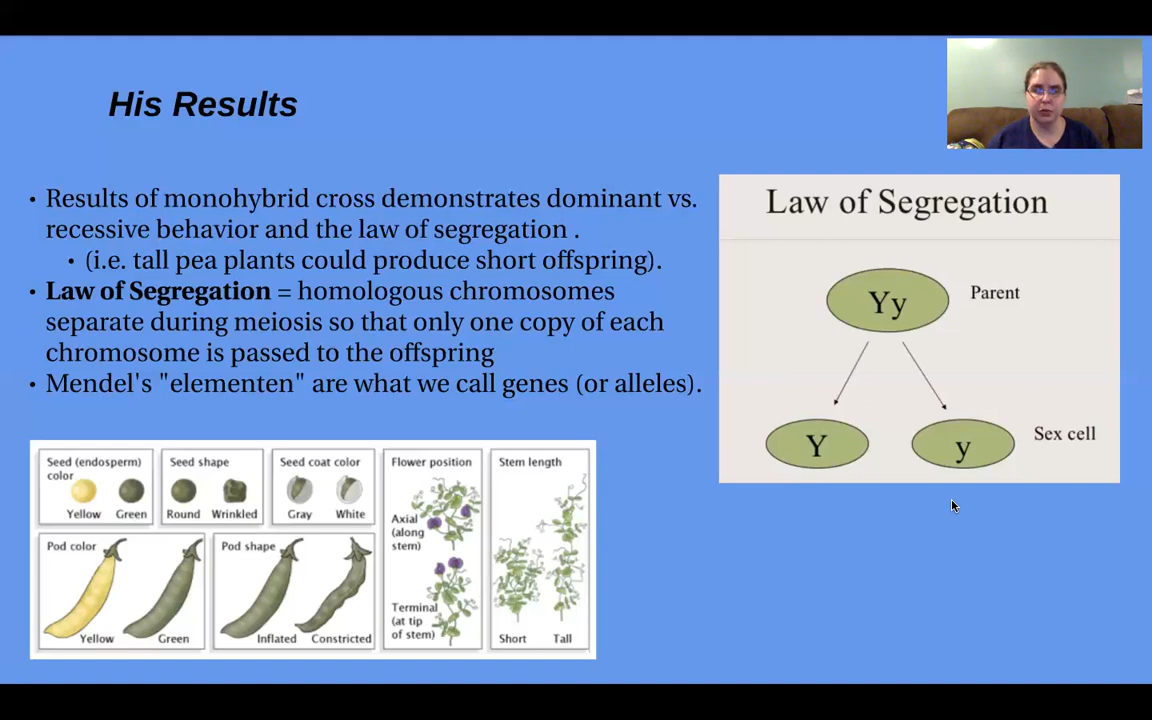 His Results
• Results of monohybrid cross demonstrates dominant vs.
recessive behavior and the law of segregation .
• (i.e. tall pea plants could produce short offspring).
• Law of Segregation = homologous chromosomes
separate during meiosis so that only one copy of each
chromosome is passed to the offspring
• Mendel's "elementen" are what we call genes (or alleles).
Law of Segregation
Yy
Parent
Y
y
Sex cell
Seed (endosperm)
color
Yellow
Green
Seed shape
Round
Wrinkled
Seed coat color
Gray
White
Flower position
Axial
(along
stem)
Terminal
(at tip
of stem)
Stem length
Short
Tall
Pod color
Yellow
Green
Pod shape
Inflated
Constricted